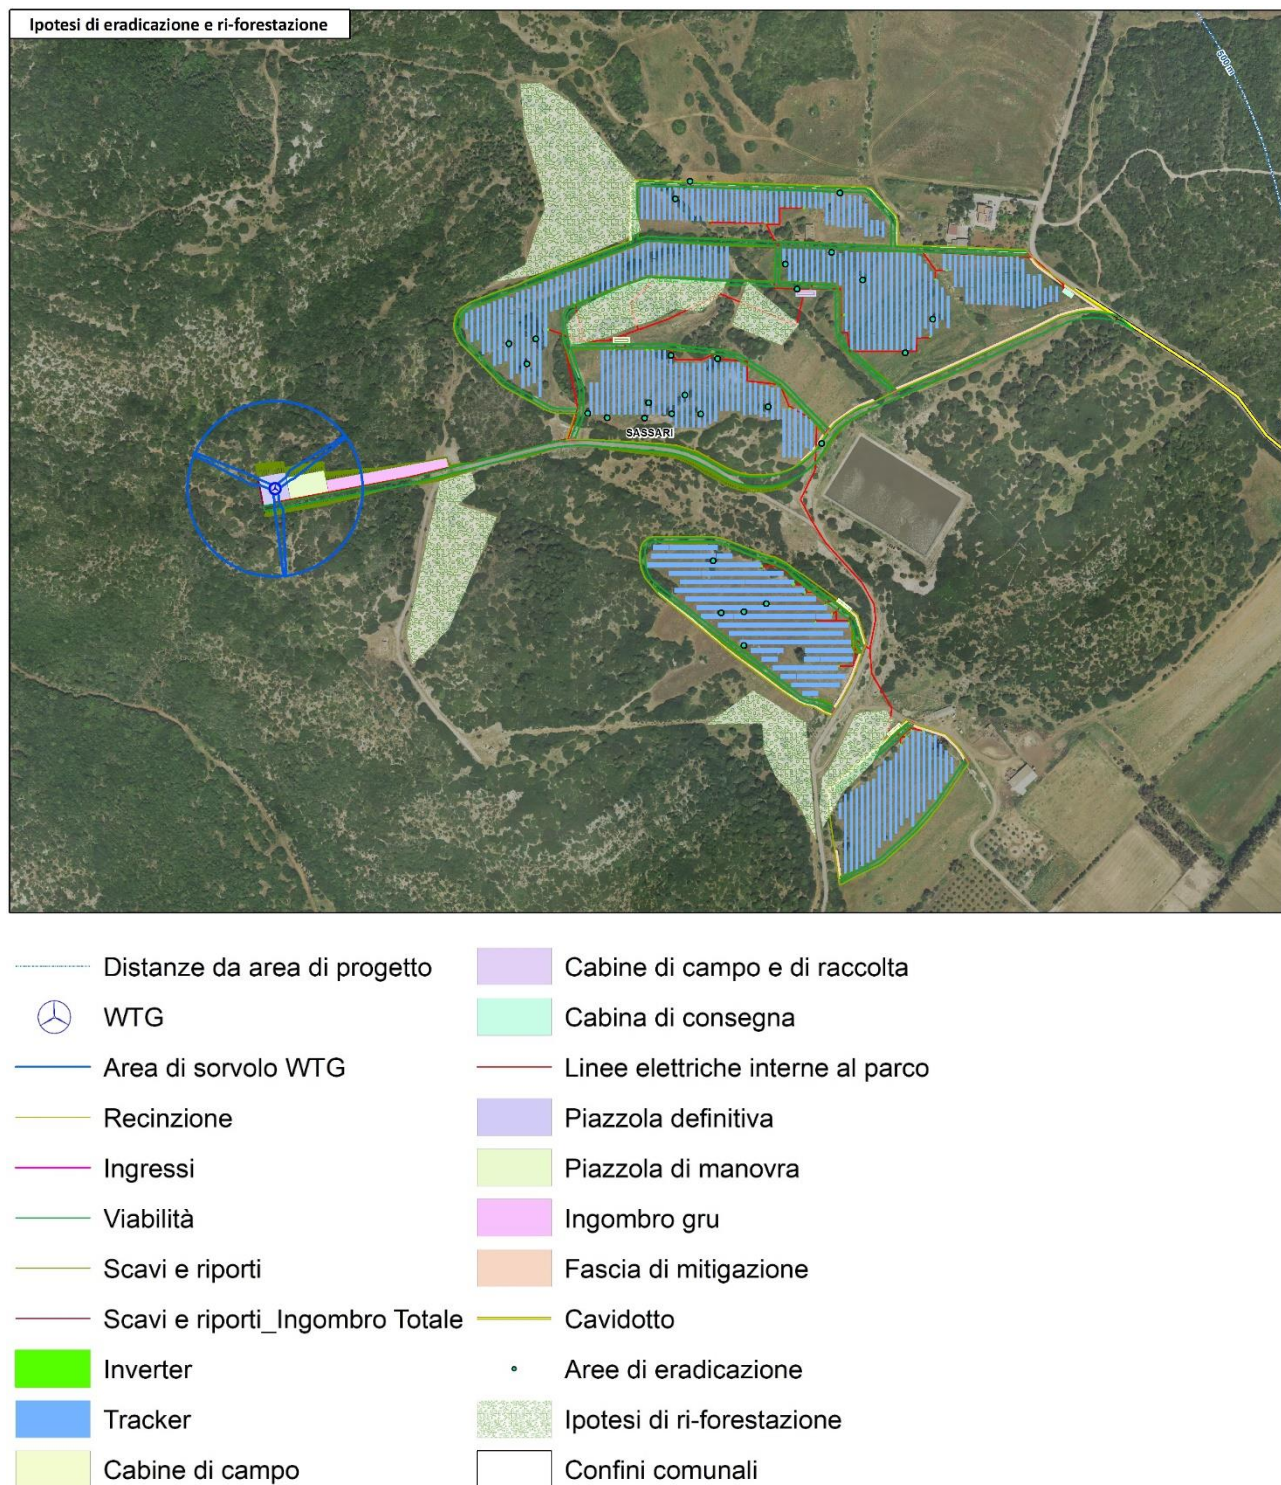 Ipotesi di eradicazione e ri-forestazione
500 m
SASSARI
Distanze da area di progetto
WTG
Area di sorvolo WTG
Recinzione
Ingressi
Viabilità
Scavi e riporti
Scavi e riporti_Ingombro Totale
Inverter
Tracker
Cabine di campo
Cabine di campo e di raccolta
Cabina di consegna
Linee elettriche interne al parco
Piazzola definitiva
Piazzola di manovra
Ingombro gru
Fascia di mitigazione
Cavidotto
Aree di eradicazione
Ipotesi di ri-forestazione
Confini comunali